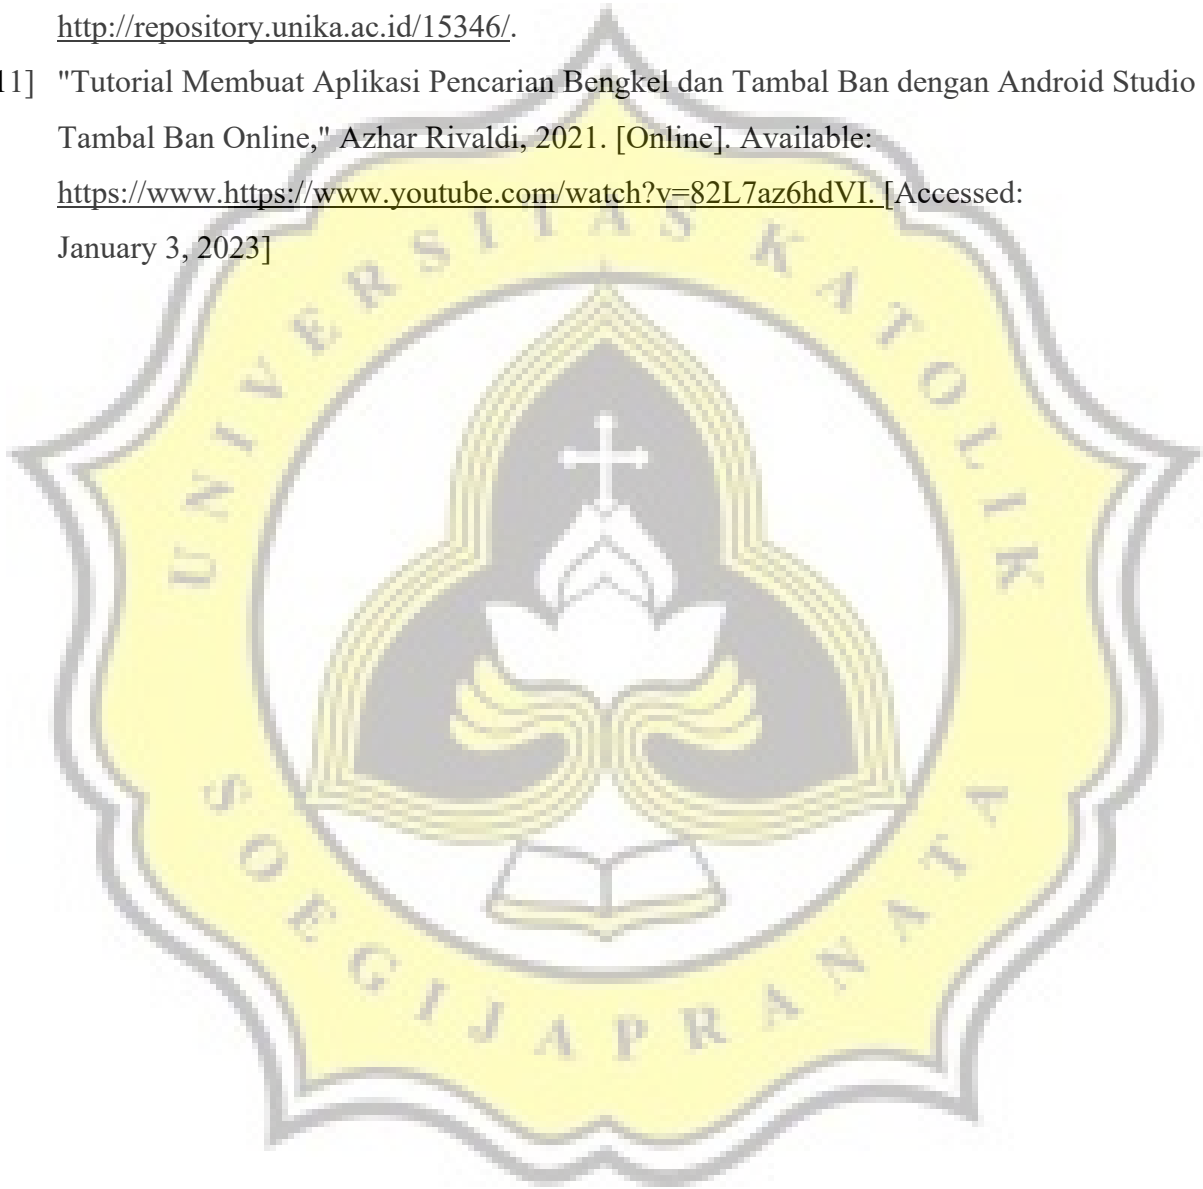 http://repository.unika.ac.id/15346/.
11] "Tutorial Membuat Aplikasi Pencarian Bengkel dan Tambal Ban dengan Android Studio
Tambal Ban Online," Azhar Rivaldi, 2021. [Online]. Available:
https://www.https://www.youtube.com/watch?v=82L7az6hdVI. [Accessed:
January 3, 2023]
UNIVERSITAS KATOLIK
SOEGIJAPRANATA